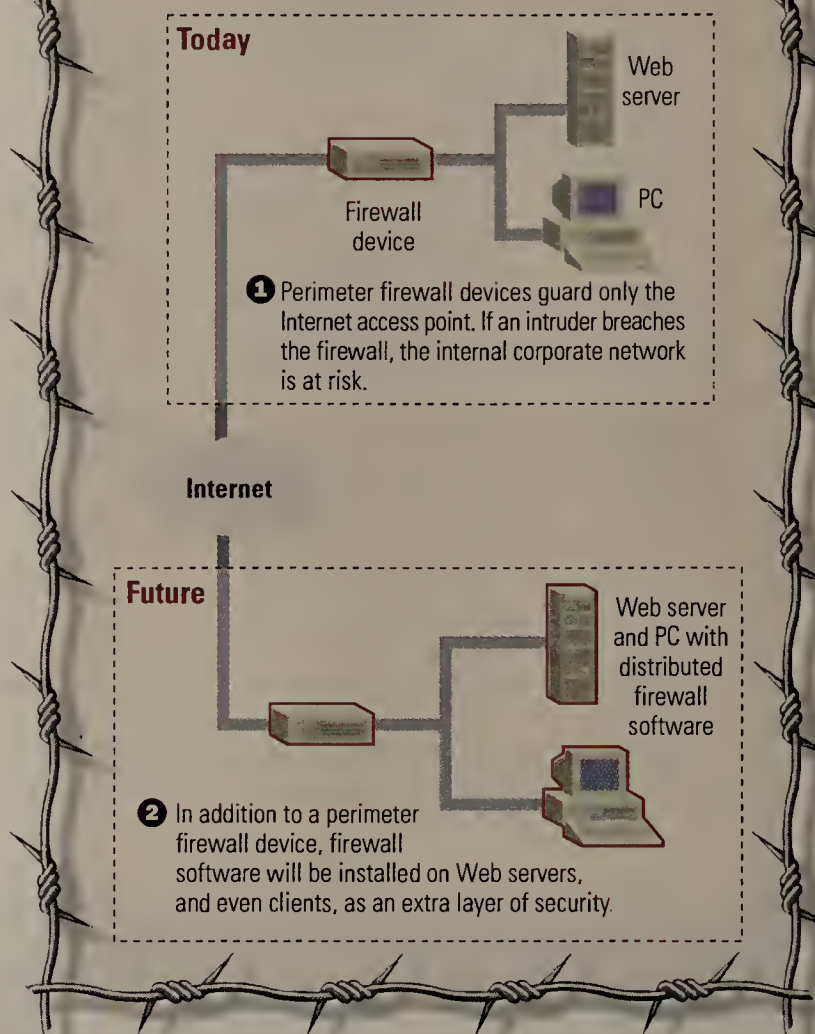 Today
Web
server
PC
Firewall
device
1 Perimeter firewall devices guard only the
Internet access point. If an intruder breaches
the firewall, the internal corporate network
is at risk.
Internet
Future
Web server
and PC with
distributed
firewall
software
2 In addition to a perimeter
firewall device, firewall
software will be installed on Web servers,
and even clients, as an extra layer of security.